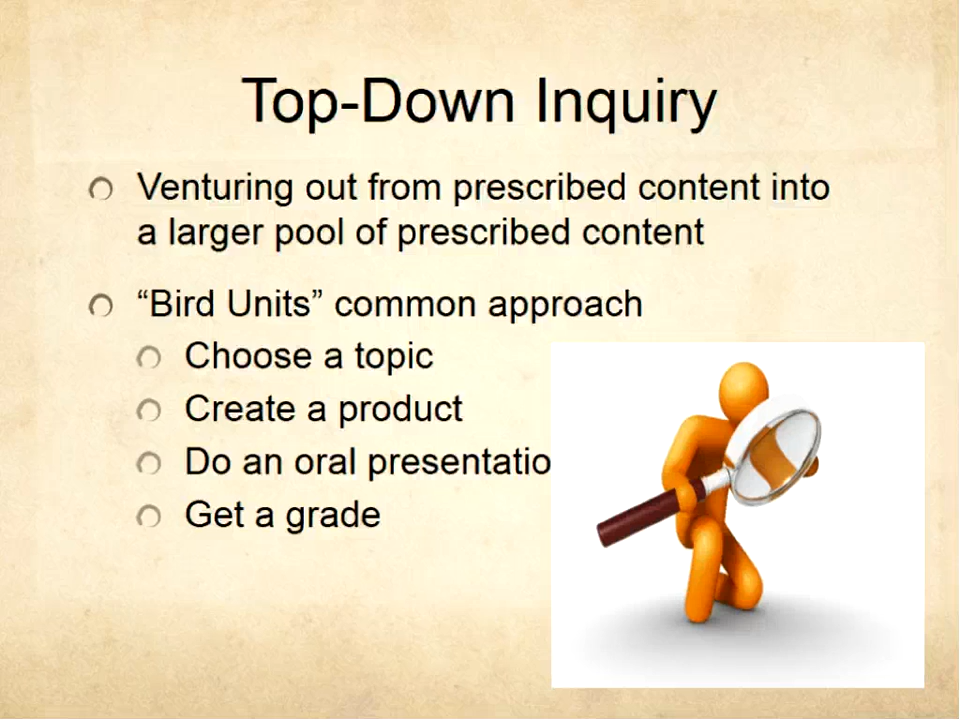 Top-Down Inquiry
Venturing out from prescribed content into
a larger pool of prescribed content
“Bird Units” common approach
Choose a topic
Create a product
Do an oral presentatio
Get a grade